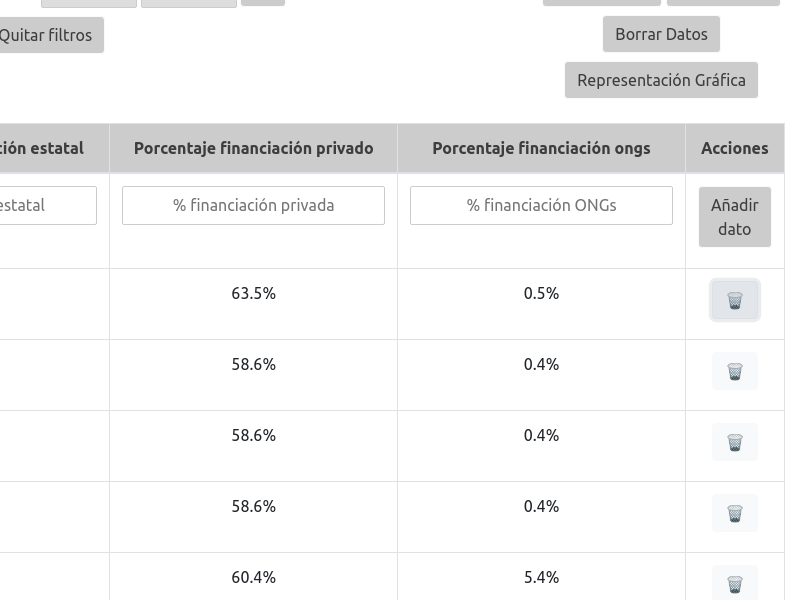 Quitar filtros
Borrar Datos
Representación Gráfica
ión estatal Porcentaje financiación privado Porcentaje financiación ongs Acciones
estatal % financiación privada % financiación ONGs Añadir
dato
63.5% 0.5%
58.6% 0.4%
58.6% 0.4%
58.6% 0.4%
60.4% 5.4%